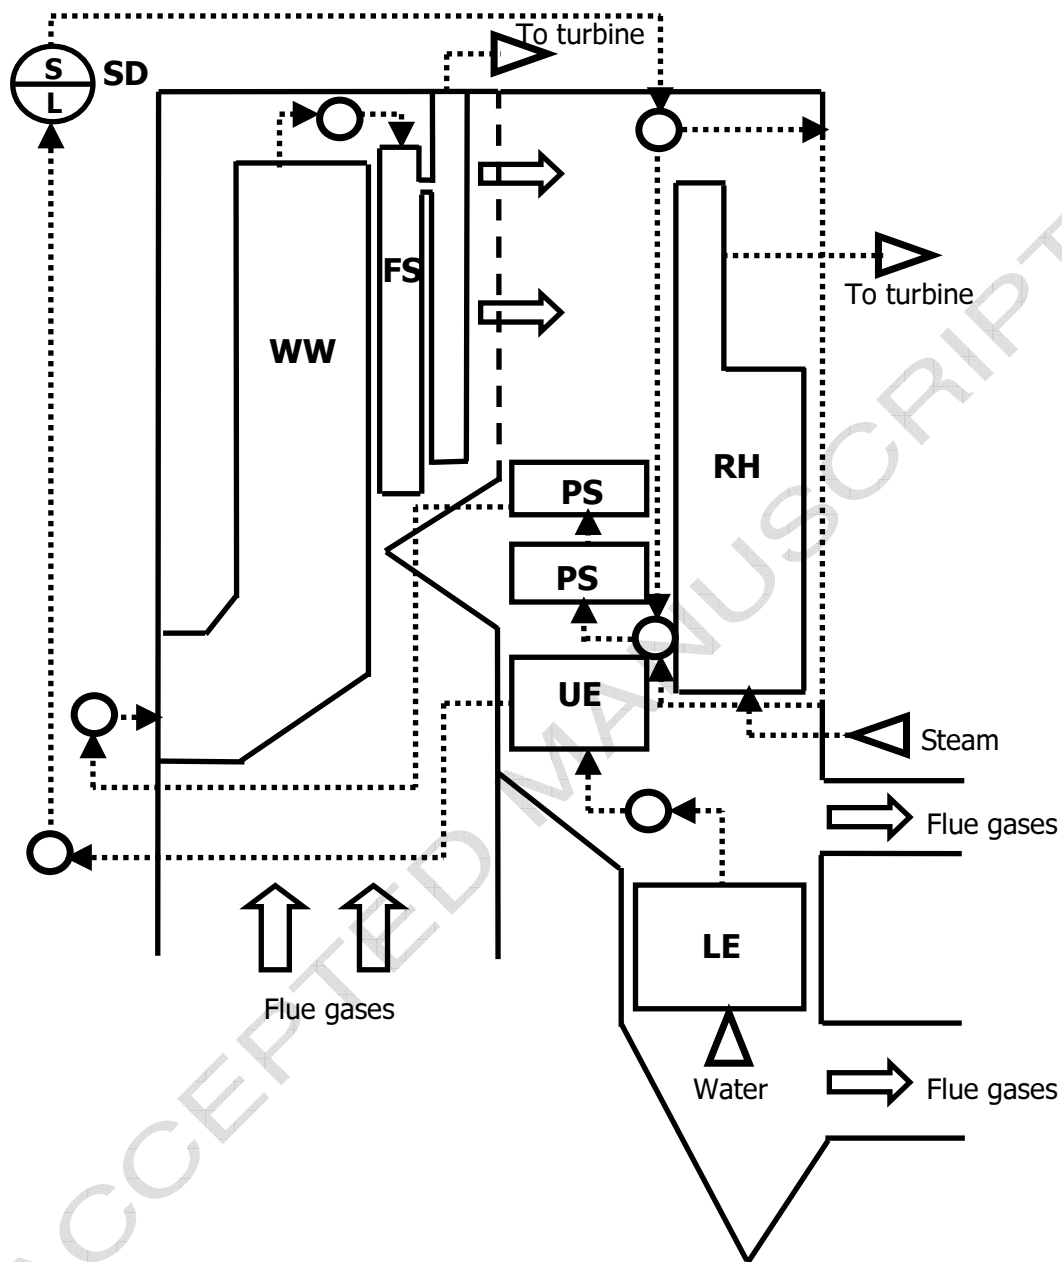 To turbine
S
L
SD
FS
To turbine
WW
RH
PS
PS
UE
Steam
Flue gases
LE
Flue gases
Water
Flue gases
ACCEPTED MANUSCRIPT